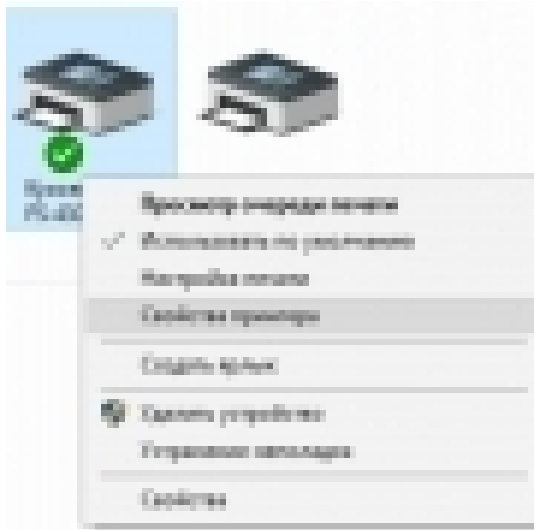 Просмотр очереди печати
Использовать по умолчанию
Настройка печати
Свойства принтера
Создать ярлык
Удалить устройство
Устранение неполадок
Свойства